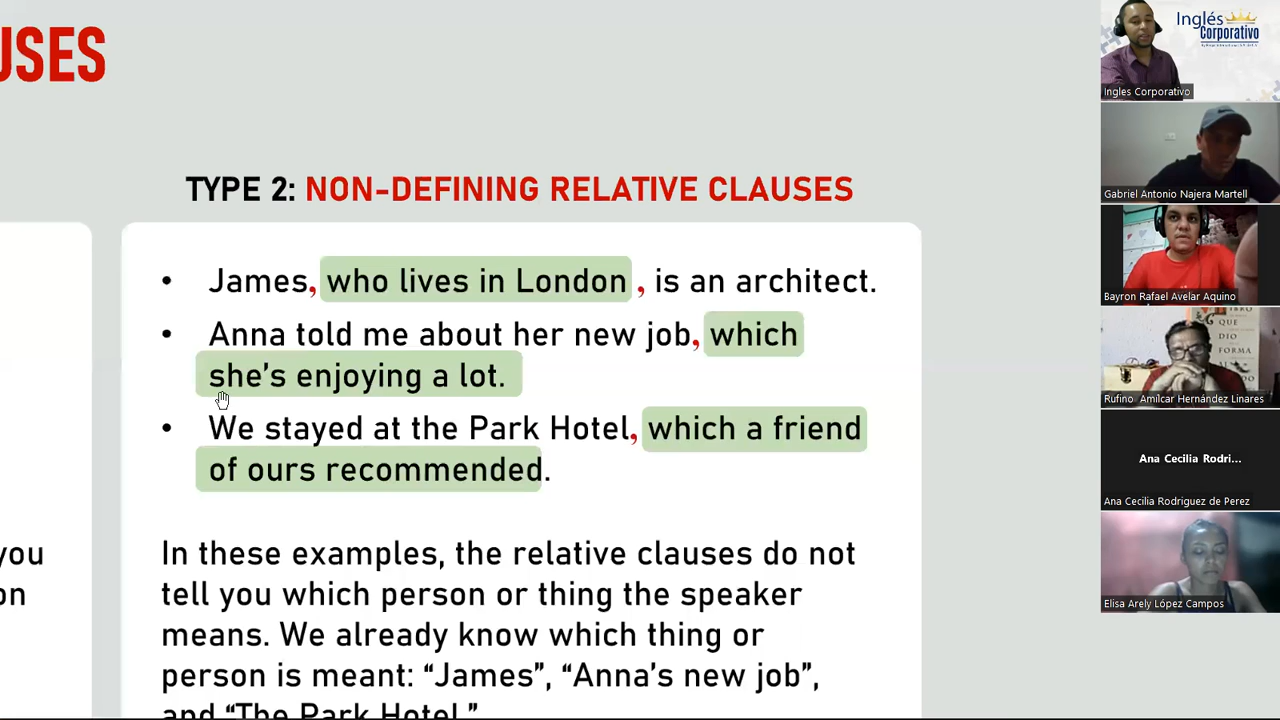 USES
TYPE 2: NON-DEFINING RELATIVE CLAUSES
• James, who lives in London , is an architect.
• Anna told me about her new job, which
she's enjoying a lot.
• We stayed at the Park Hotel, which a friend
of ours recommended.
In these examples, the relative clauses do not
tell you which person or thing the speaker
means. We already know which thing or
person is meant: “James”, “Anna’s new job”,
and “The Park Hotel.”
you
on
Inglés
Corporativo
Ingles Corporativo
Gabriel Antonio Najera Martell
Bayron Rafael Avelar Aquino
Rufino Amílcar Hernández Linares
Ana Cecilia Rodri...
Ana Cecilia Rodriguez de Perez
Elisa Arely López Campos